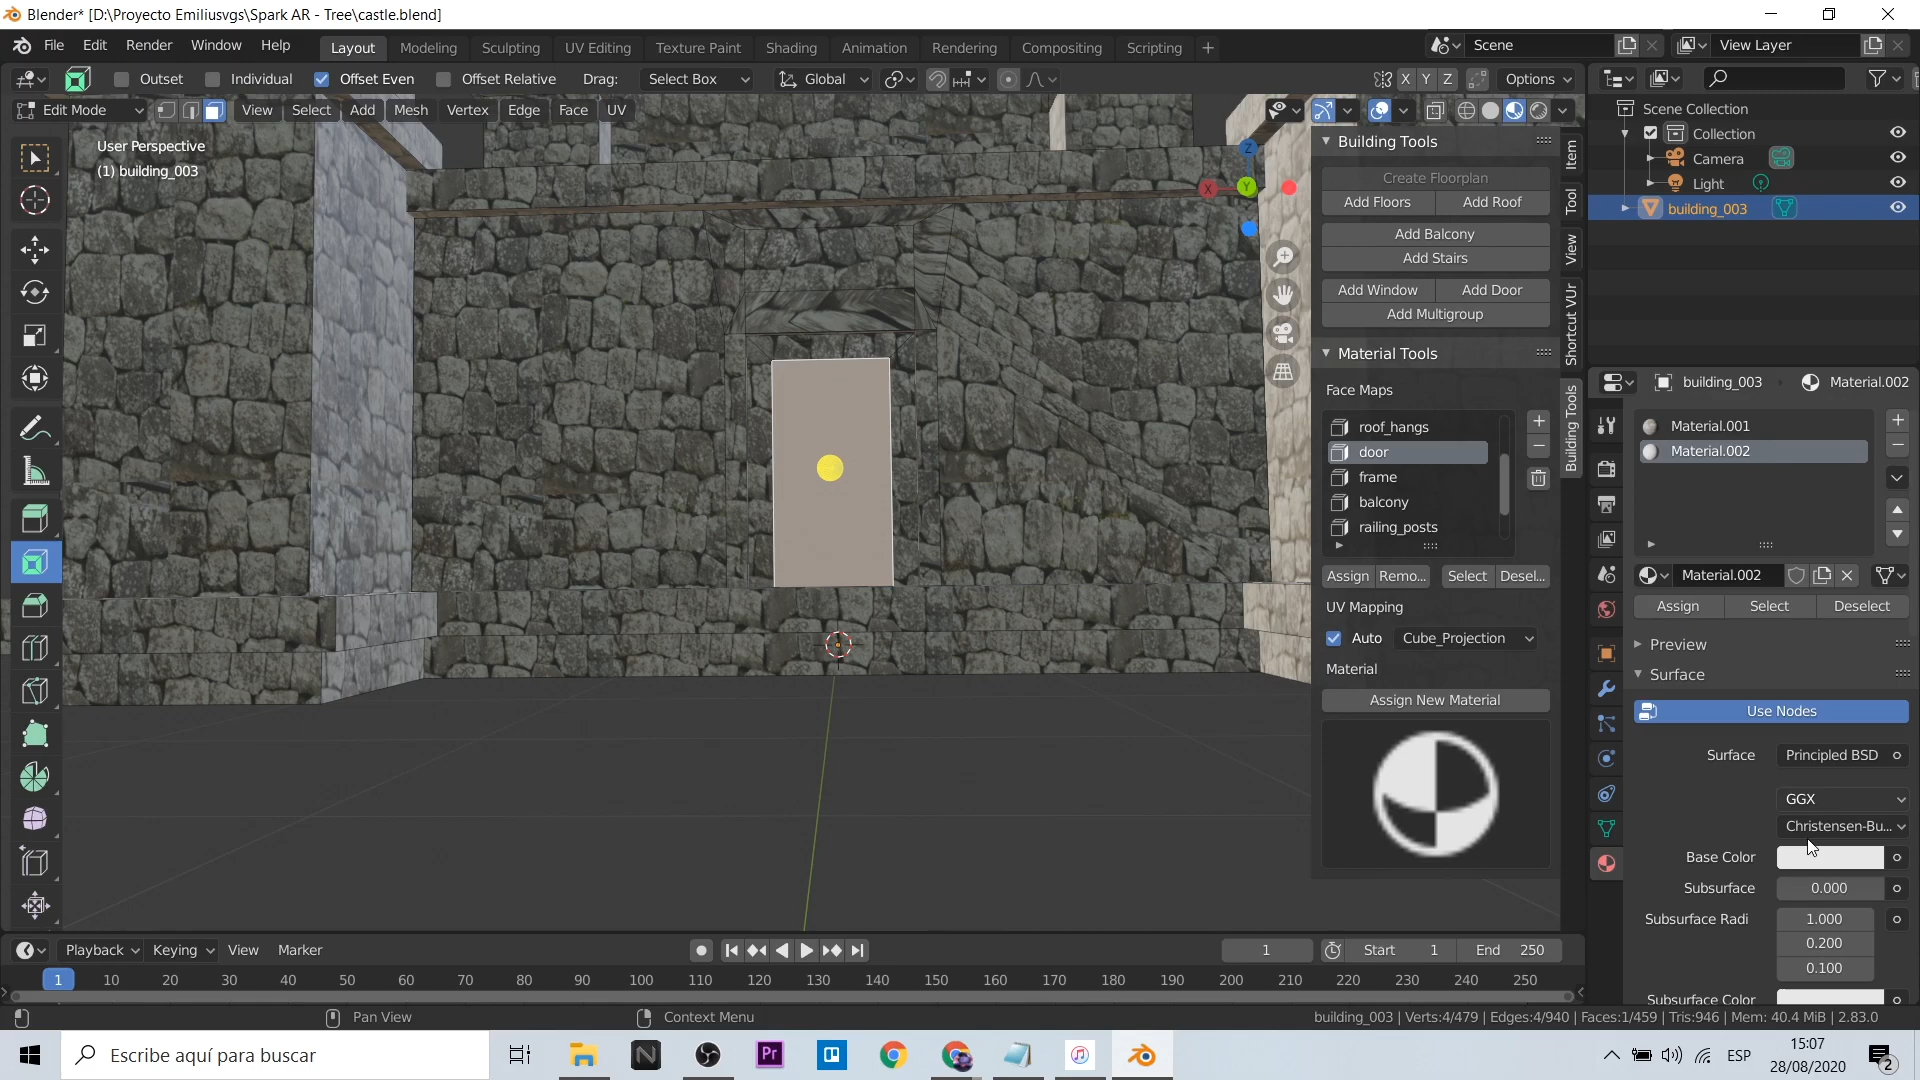 Blender* [D:\Proyecto Emiliusvgs\Spark AR - Tree\castle.blend]
File Edit Render Window Help
Layout Modeling Sculpting UV Editing Texture Paint Shading Animation Rendering Compositing Scripting +
Scene View Layer
Outset Individual Offset Even Offset Relative Drag: Select Box Global X Y Z Options
Edit Mode View Select Add Mesh Vertex Edge Face UV
User Perspective
(1) building_003
Z X Y
Building Tools
Create Floorplan
Add Floors Add Roof
Add Balcony
Add Stairs
Add Window Add Door
Add Multigroup
Material Tools
Face Maps
roof_hangs
door
frame
balcony
railing_posts
Assign Remo... Select Desel...
UV Mapping
Auto Cube_Projection
Material
Assign New Material
Item
Tool
View
Shortcut VUr
Building Tools
Scene Collection
Collection
Camera
Light
building_003
building_003 Material.002
Material.001
Material.002
Material.002
Assign Select Deselect
Preview
Surface
Use Nodes
Surface Principled BSD
GGX
Christensen-Bu...
Base Color
Subsurface 0.000
Subsurface Radi 1.000
0.200
0.100
Subsurface Color
Playback Keying View Marker
1 Start 1 End 250
1 10 20 30 40 50 60 70 80 90 100 110 120 130 140 150 160 170 180 190 200 210 220 230 240 250
Pan View Context Menu
building_003 | Verts:4/479 | Edges:4/940 | Faces:1/459 | Tris:946 | Mem: 40.4 MiB | 2.83.0
Escribe aquí para buscar
N Pr
ESP
15:07
28/08/2020
2